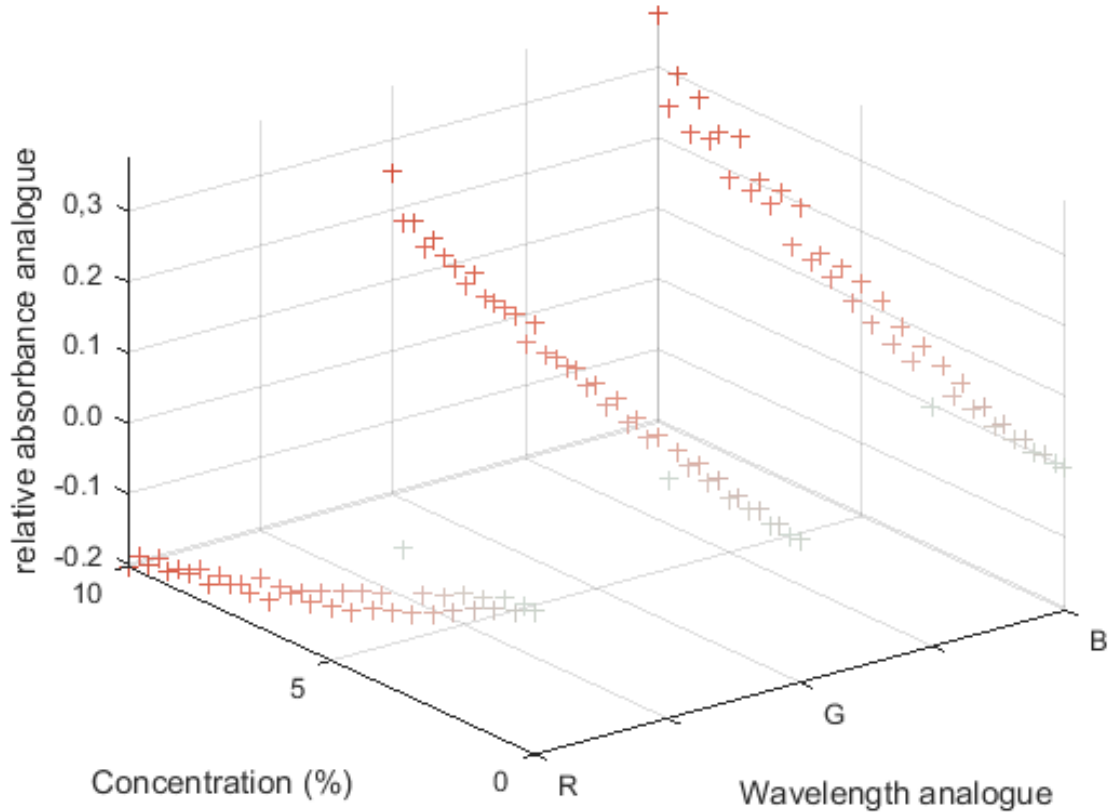 relative absorbance analogue
0,3
0.2
0.1
0.0
-0.1
-0.2
10
5
0
Concentration (%)
R
G
B
Wavelength analogue